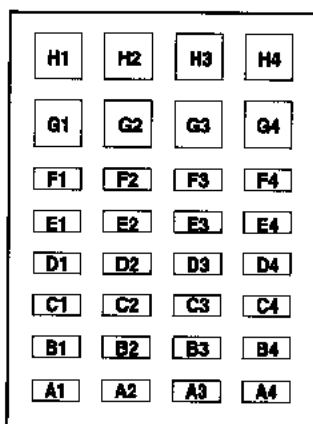 H1 H2 H3 H4
G1 G2 G3 G4
F1 F2 F3 F4
E1 E2 E3 E4
D1 D2 D3 D4
C1 C2 C3 C4
B1 B2 B3 B4
A1 A2 A3 A4